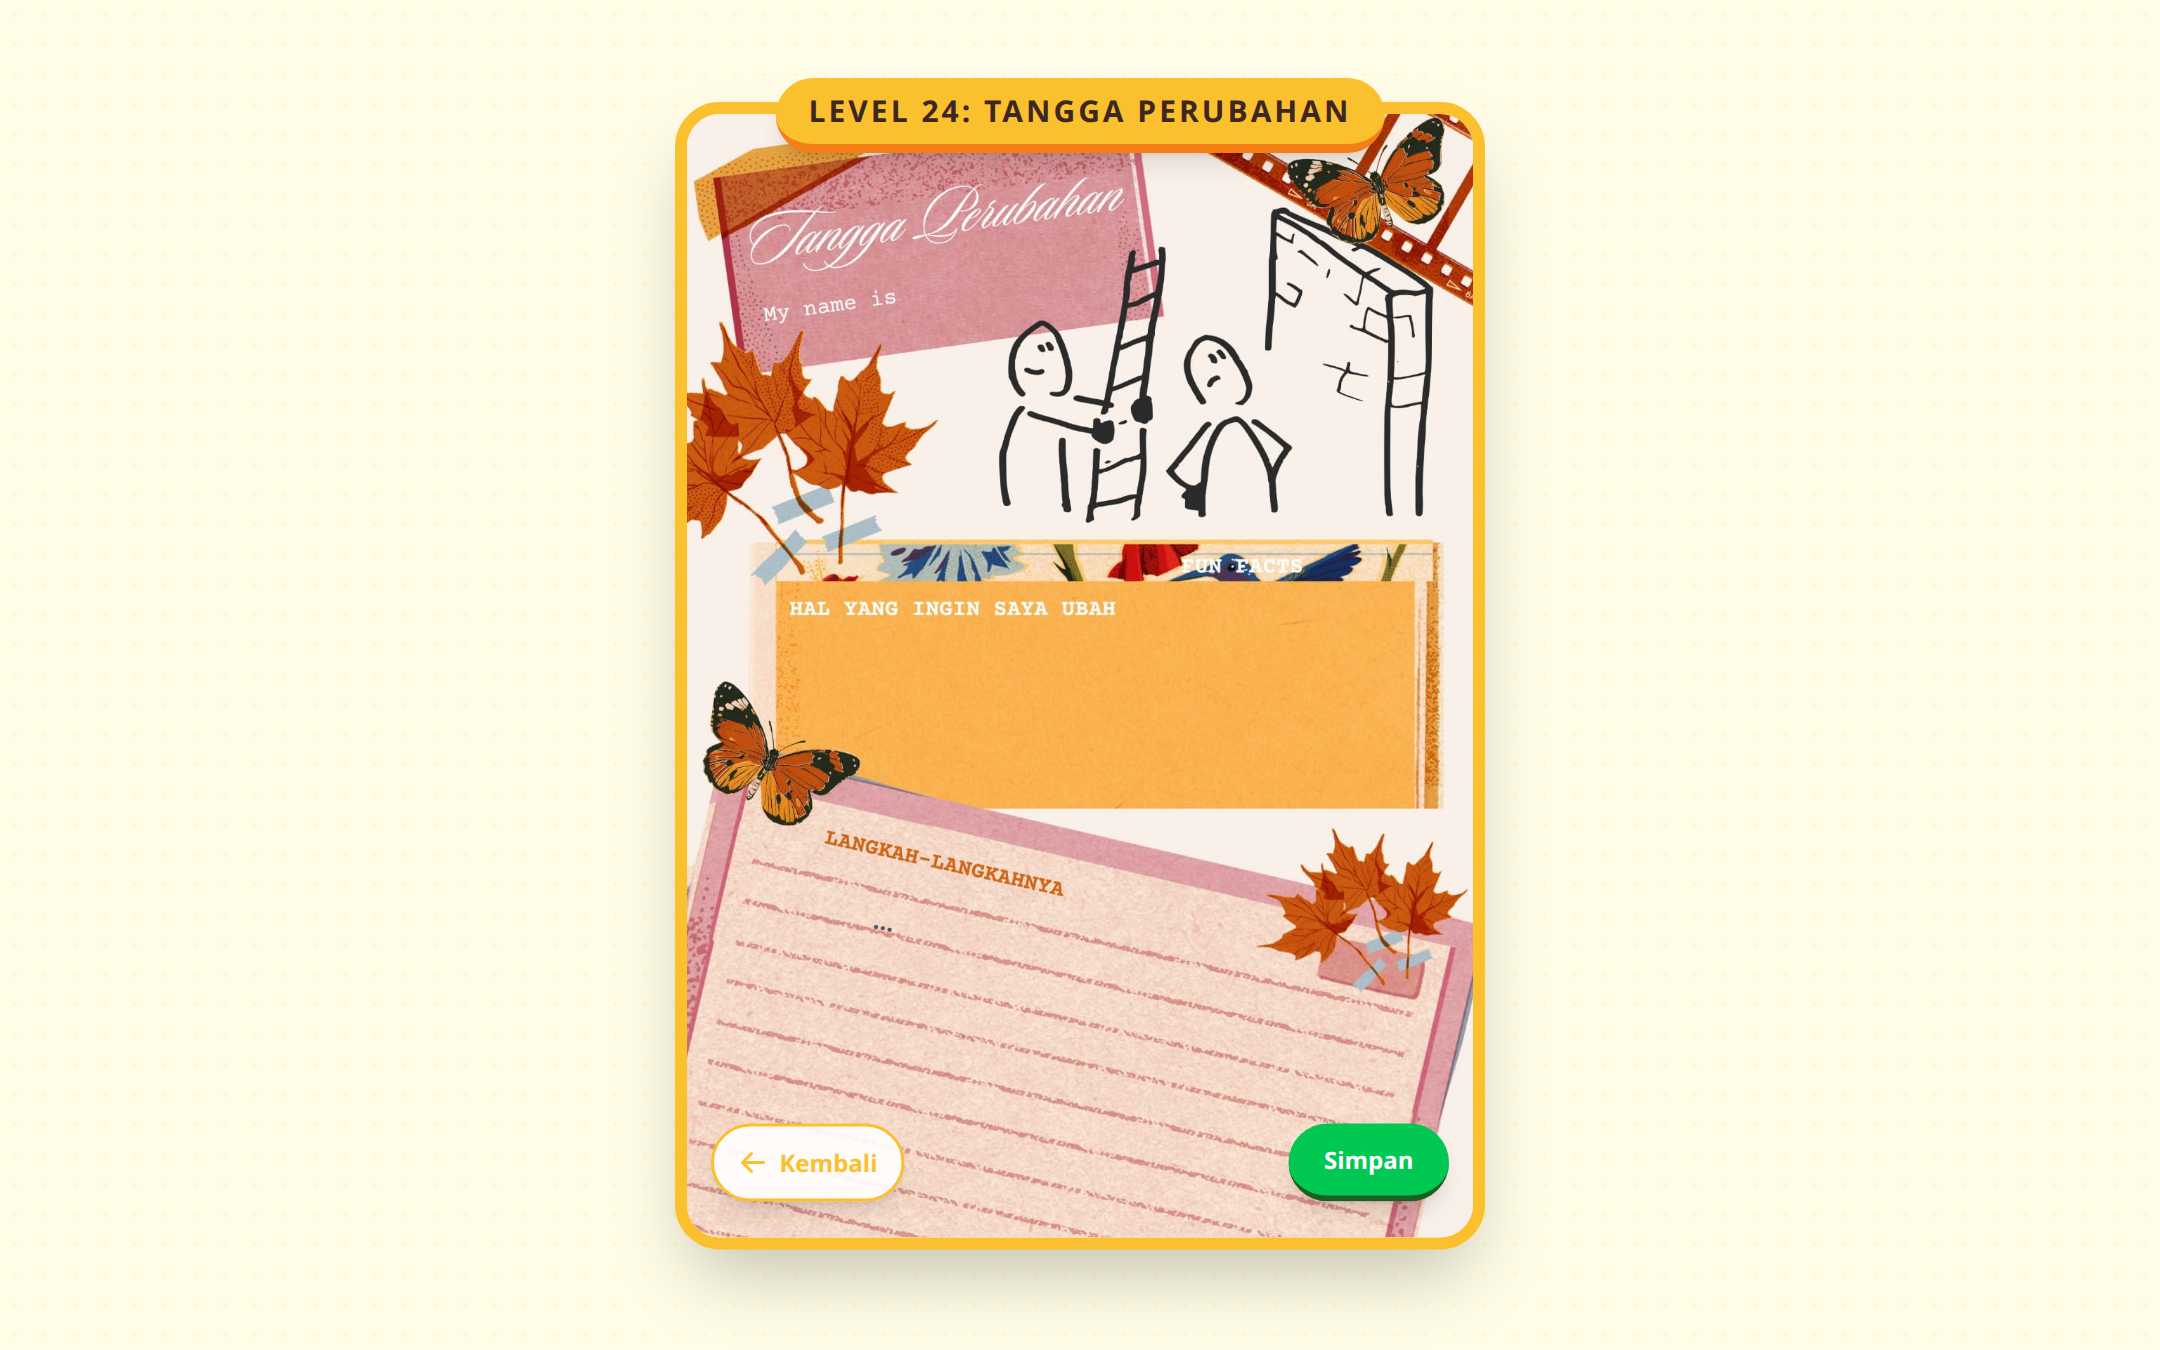 LEVEL 24: TANGGA PERUBAHAN
Tangga Perubahan
My name is
FUN FACTS
HAL YANG INGIN SAYA UBAH
LANGKAH-LANGKAHNYA
...
← Kembali
Simpan